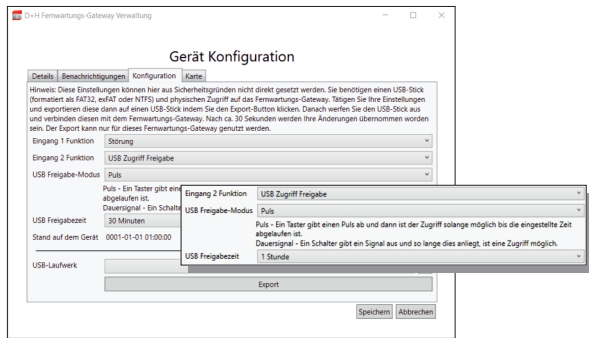 D+H Fernwartungs-Gateway Verwaltung
Gerät Konfiguration
Details Benachrichtigungen Konfiguration Karte
Hinweis: Diese Einstellungen können hier aus Sicherheitsgründen nicht direkt gesetzt werden. Sie benötigen einen USB-Stick
(formatiert als FAT32, exFAT oder NTFS) und physischen Zugriff auf das Fernwartungs-Gateway. Tätigen Sie Ihre Einstellungen
und exportieren diese dann auf einen USB-Stick indem Sie den Export-Button klicken. Danach werfen Sie den USB-Stick aus
und verbinden diesen mit dem Fernwartungs-Gateway. Nach ca. 30 Sekunden werden Ihre Änderungen übernommen worden
sein. Der Export kann nur für dieses Fernwartungs-Gateway genutzt werden.
Eingang 1 Funktion Störung
Eingang 2 Funktion USB Zugriff Freigabe
USB Freigabe-Modus Puls
Puls - Ein Taster gibt eine
abgelaufen ist.
Dauersignal - Ein Schalte
USB Freigabezeit 30 Minuten
Stand auf dem Gerät 0001-01-01 01:00:00
USB-Laufwerk
Export
Speichern Abbrechen
Eingang 2 Funktion USB Zugriff Freigabe
USB Freigabe-Modus Puls
Puls - Ein Taster gibt einen Puls ab und dann ist der Zugriff solange möglich bis die eingestellte Zeit
abgelaufen ist.
Dauersignal - Ein Schalter gibt ein Signal aus und so lange dies anliegt, ist eine Zugriff möglich.
USB Freigabezeit 1 Stunde